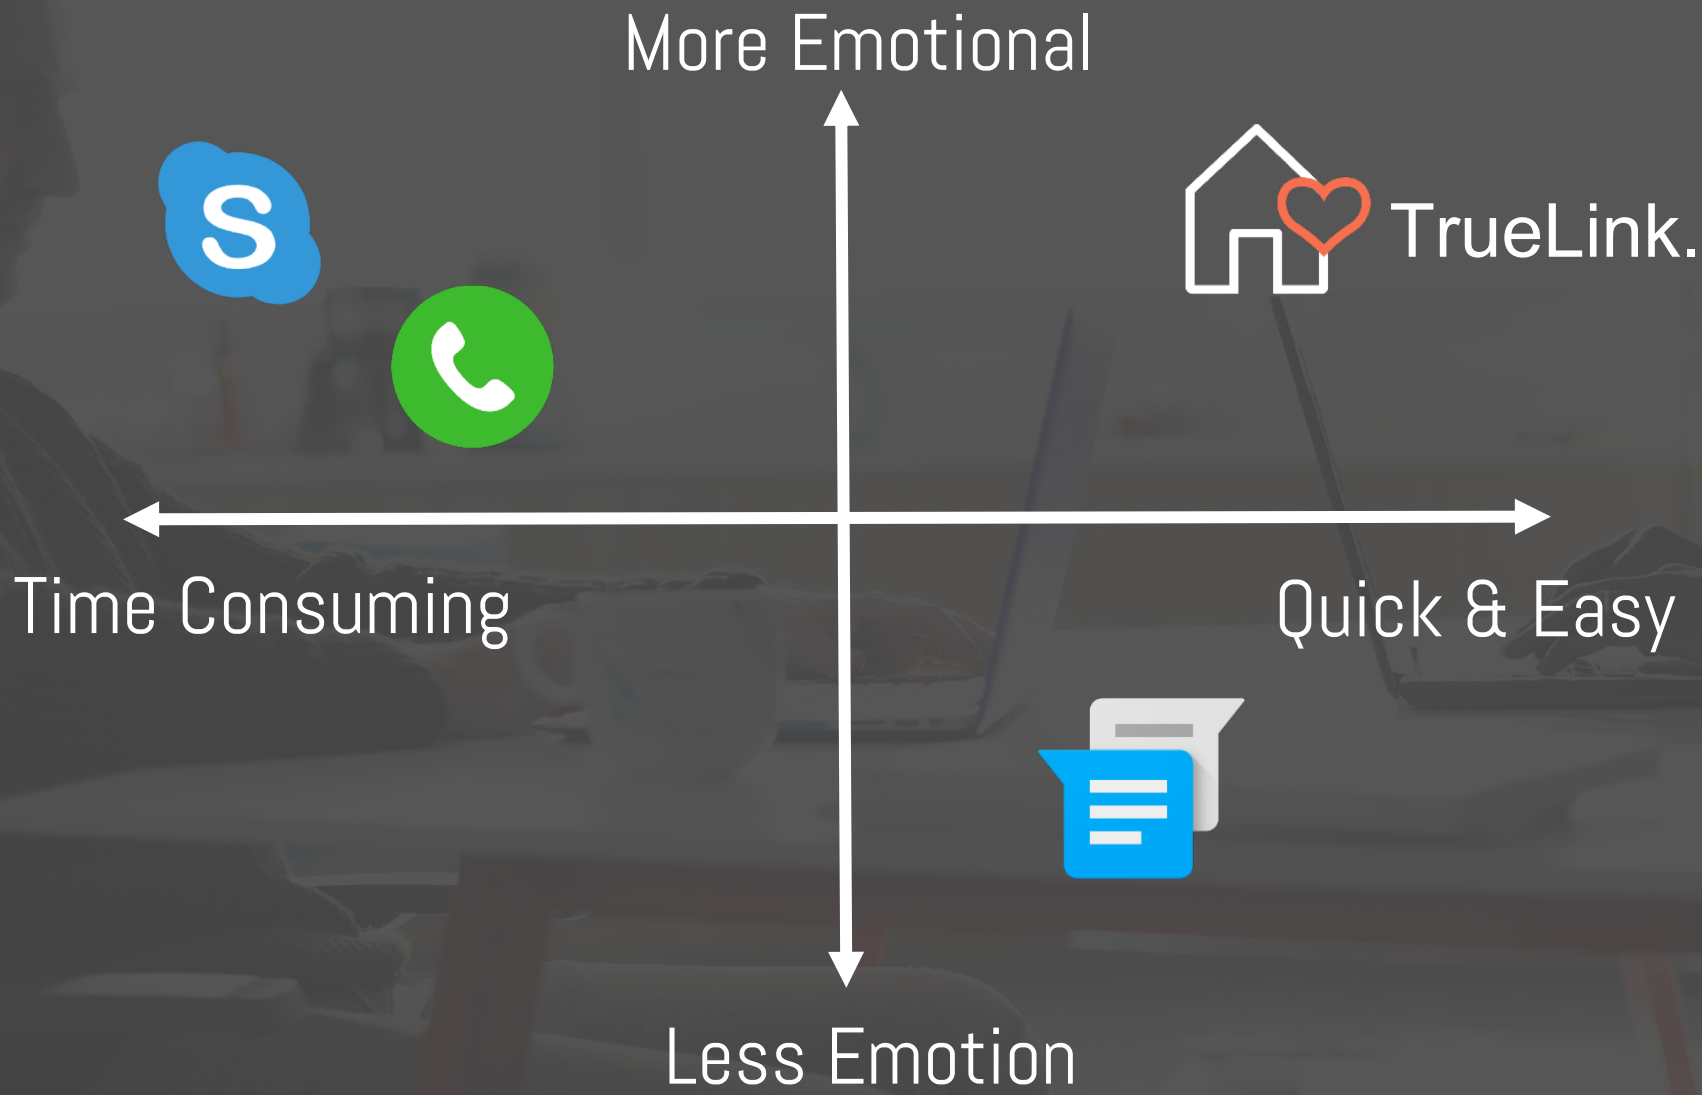 More Emotional
S
TrueLink.
Time Consuming
Quick & Easy
Less Emotion